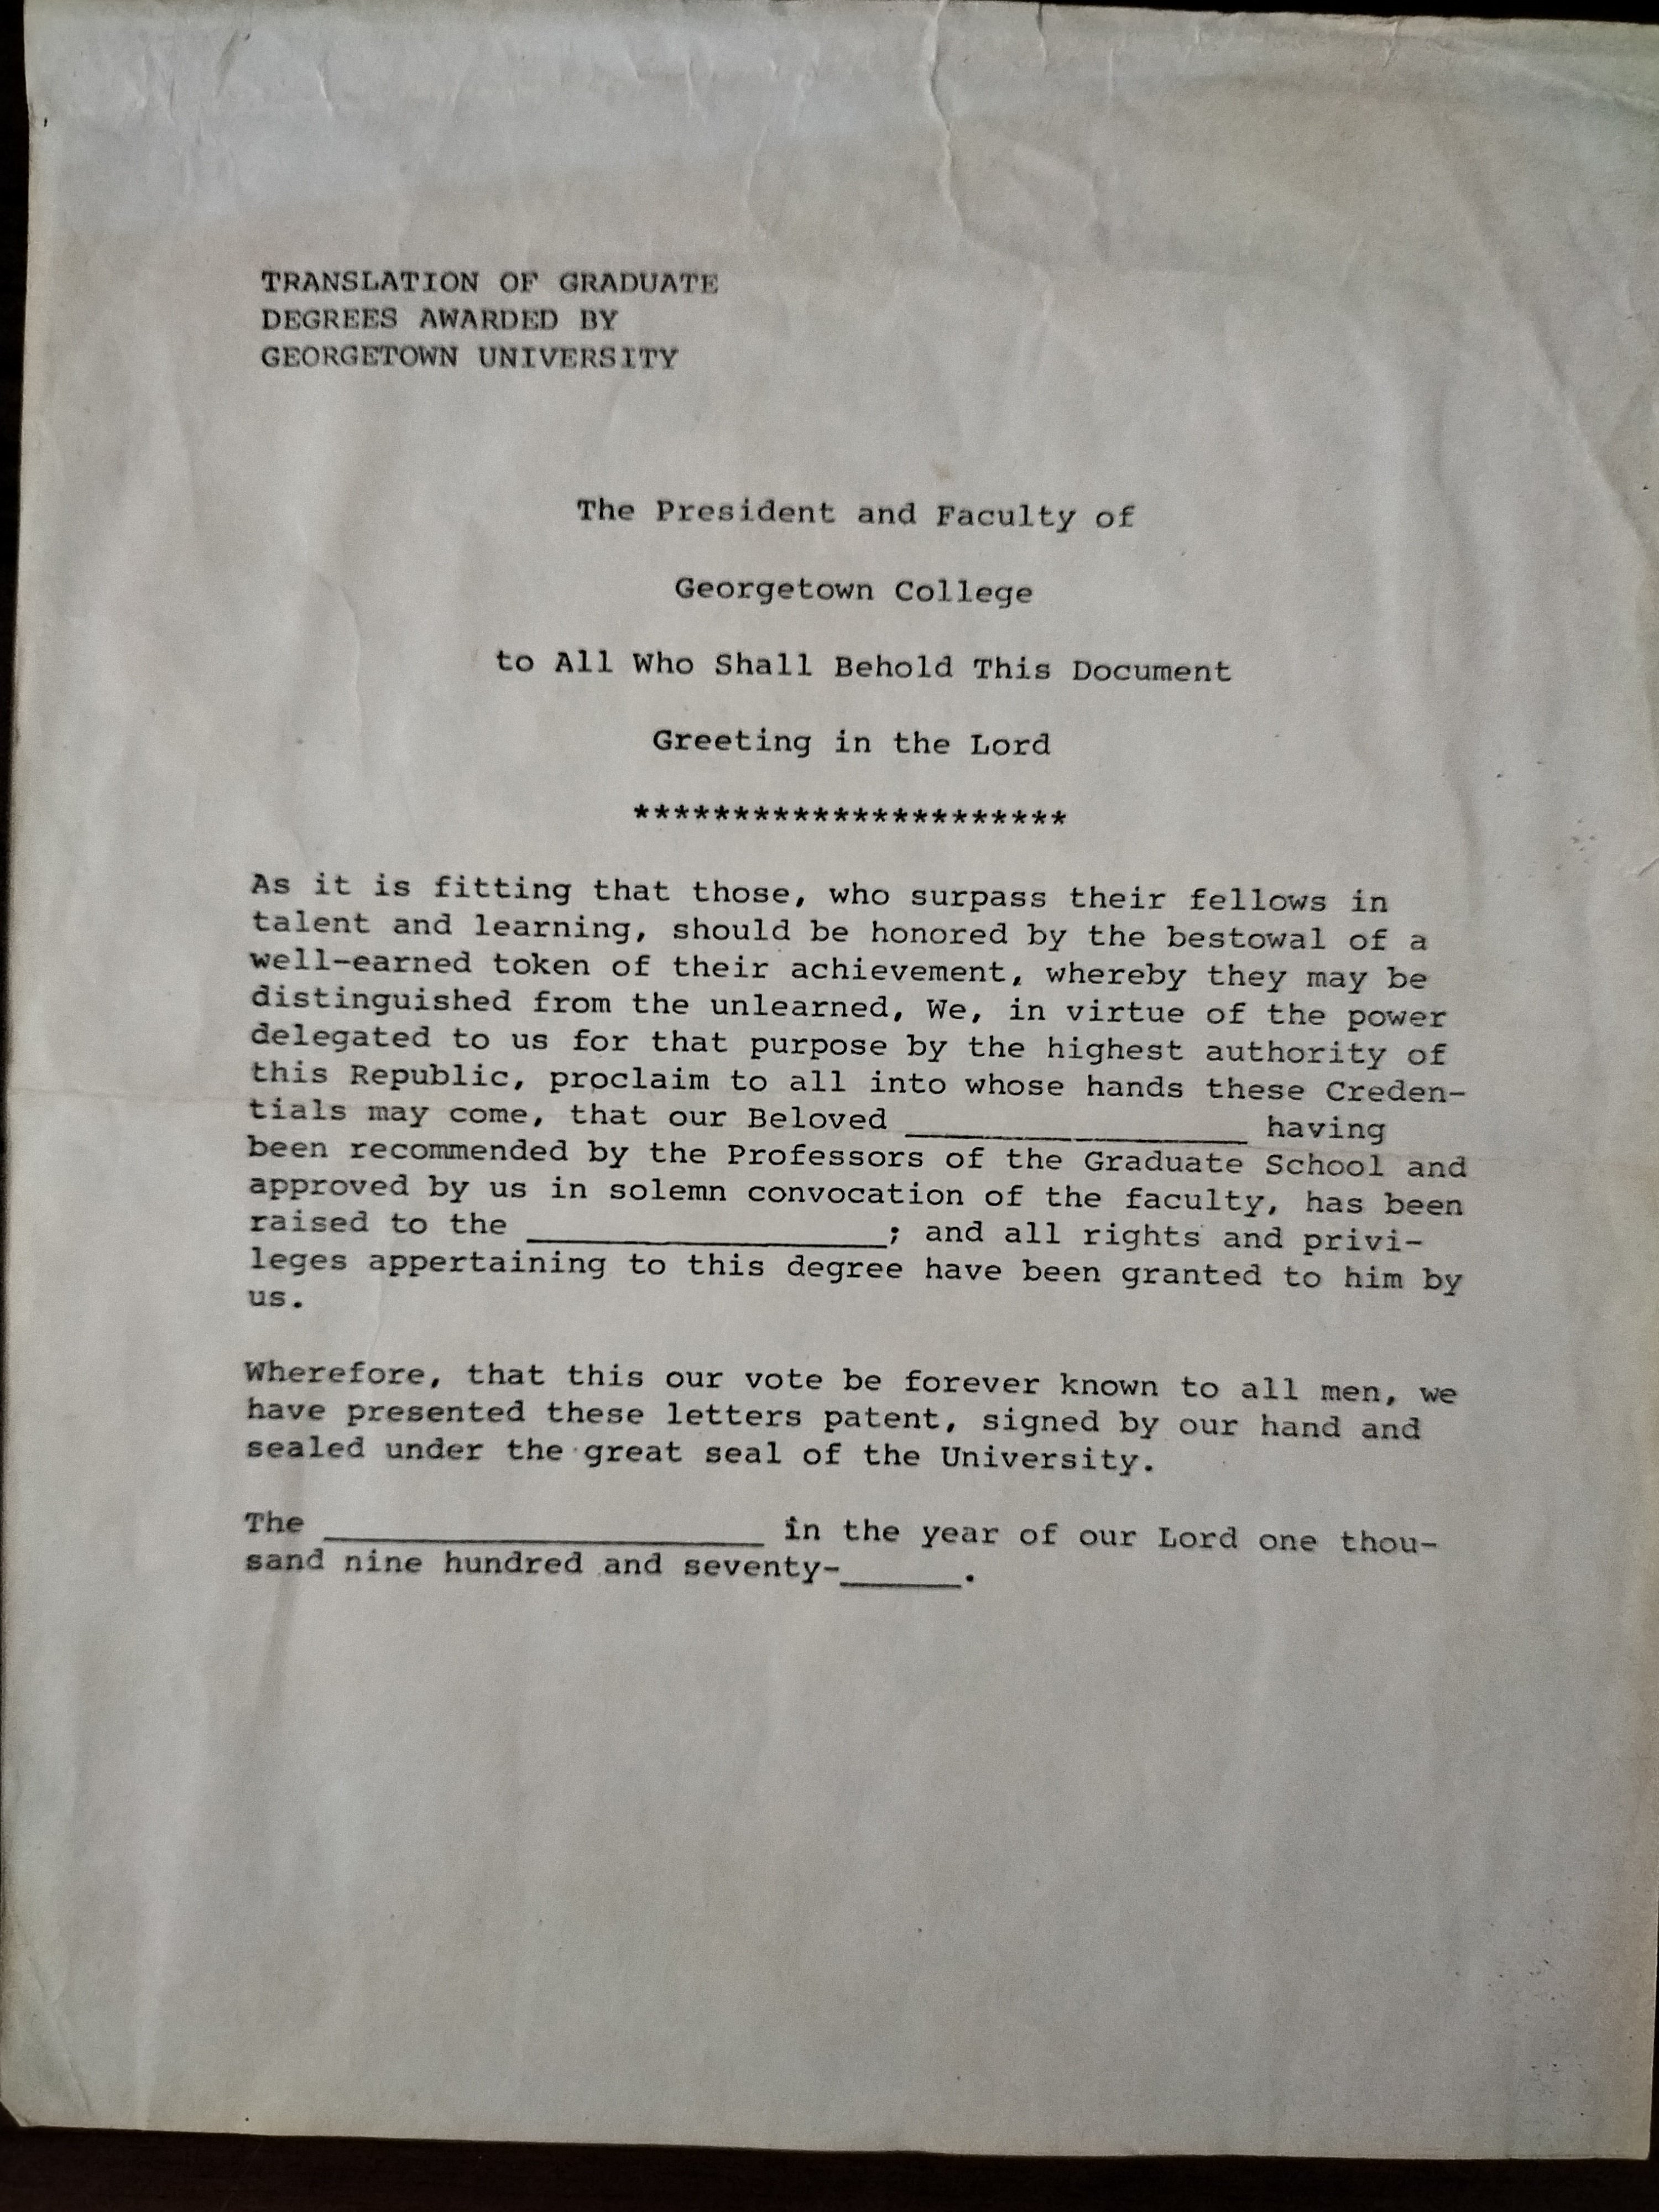 TRANSLATION OF GRADUATE
DEGREES AWARDED BY
GEORGETOWN UNIVERSITY
The President and Faculty of
Georgetown College
to All Who Shall Behold This Document
Greeting in the Lord
**********************
As it is fitting that those, who surpass their fellows in
talent and learning, should be honored by the bestowal of a
well-earned token of their achievement, whereby they may be
distinguished from the unlearned, We, in virtue of the power
delegated to us for that purpose by the highest authority of
this Republic, proclaim to all into whose hands these Creden-
tials may come, that our Beloved _________________ having
been recommended by the Professors of the Graduate School and
approved by us in solemn convocation of the faculty, has been
raised to the __________________; and all rights and privi-
leges appertaining to this degree have been granted to him by
us.
Wherefore, that this our vote be forever known to all men, we
have presented these letters patent, signed by our hand and
sealed under the great seal of the University.
The ______________________ in the year of our Lord one thou-
sand nine hundred and seventy-______.